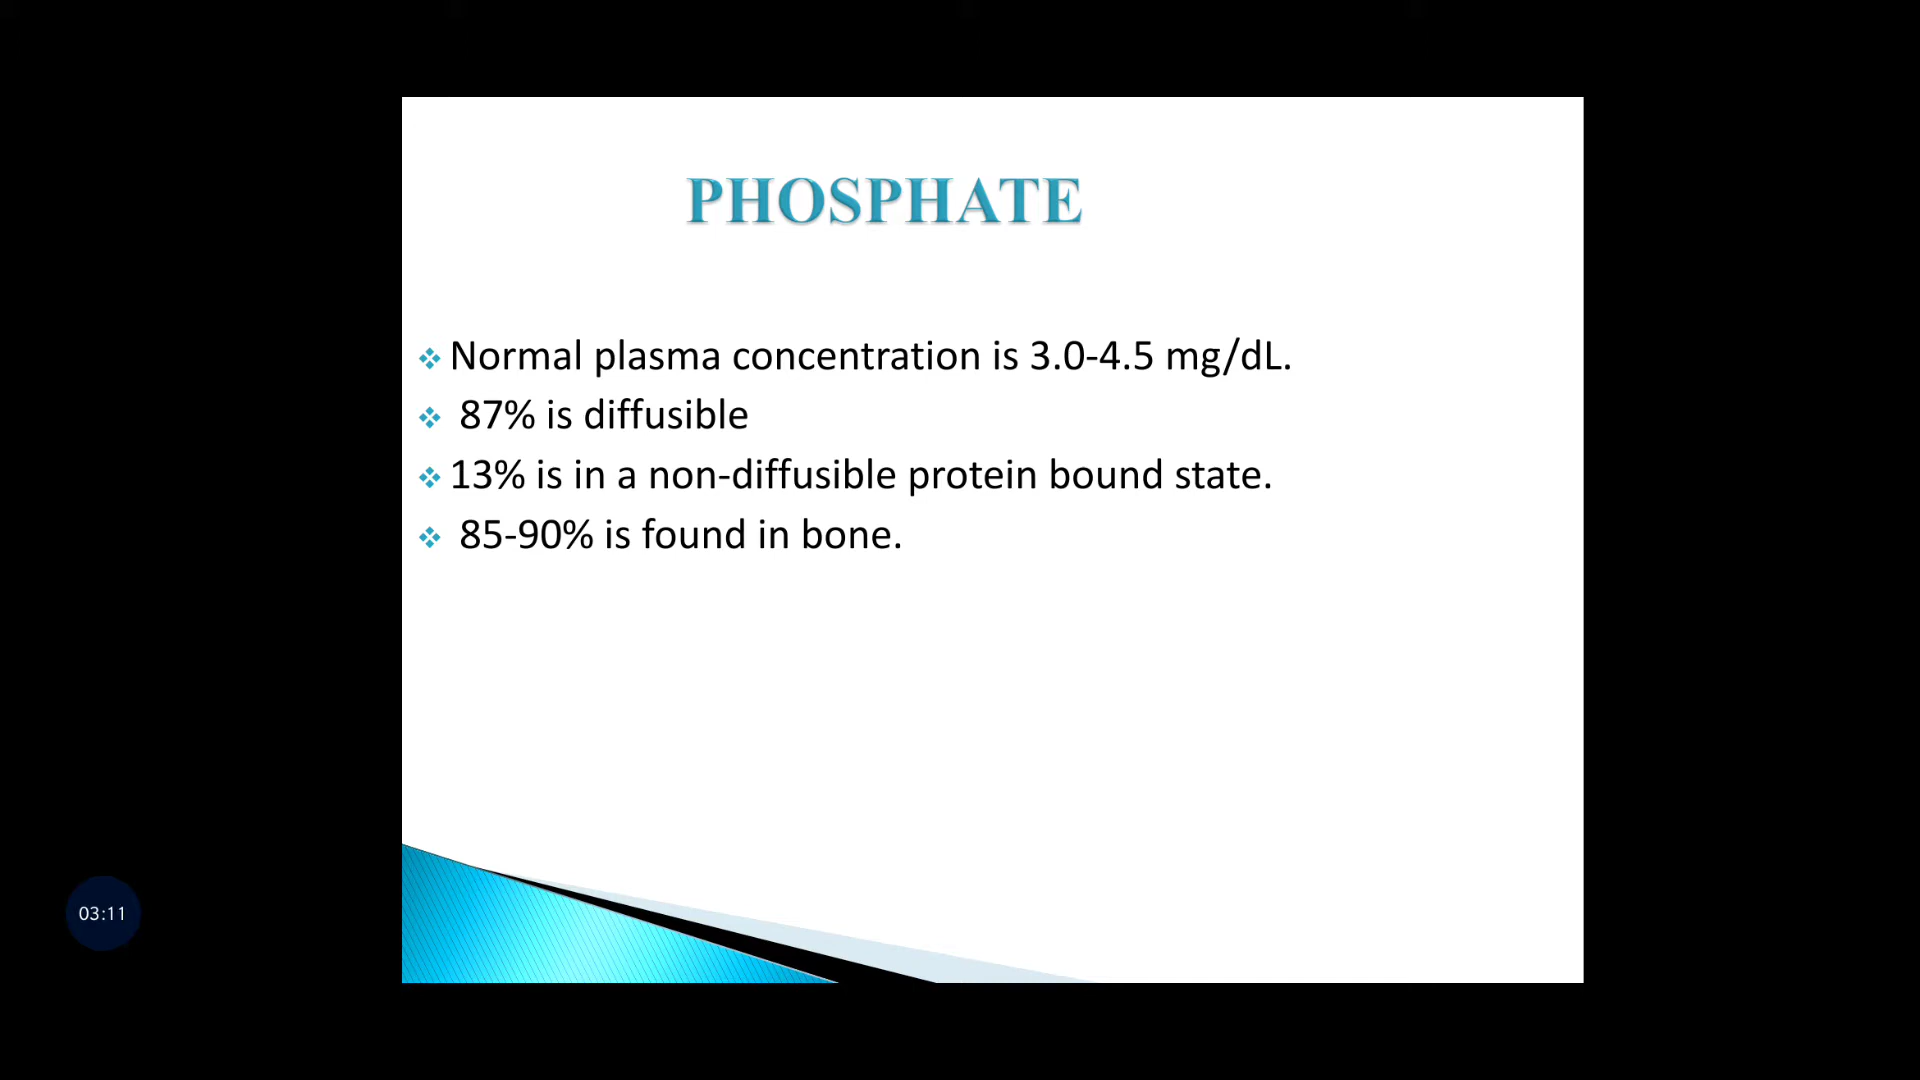 PHOSPHATE
❖ Normal plasma concentration is 3.0-4.5 mg/dL.
❖ 87% is diffusible
❖ 13% is in a non-diffusible protein bound state.
❖ 85-90% is found in bone.
03:11